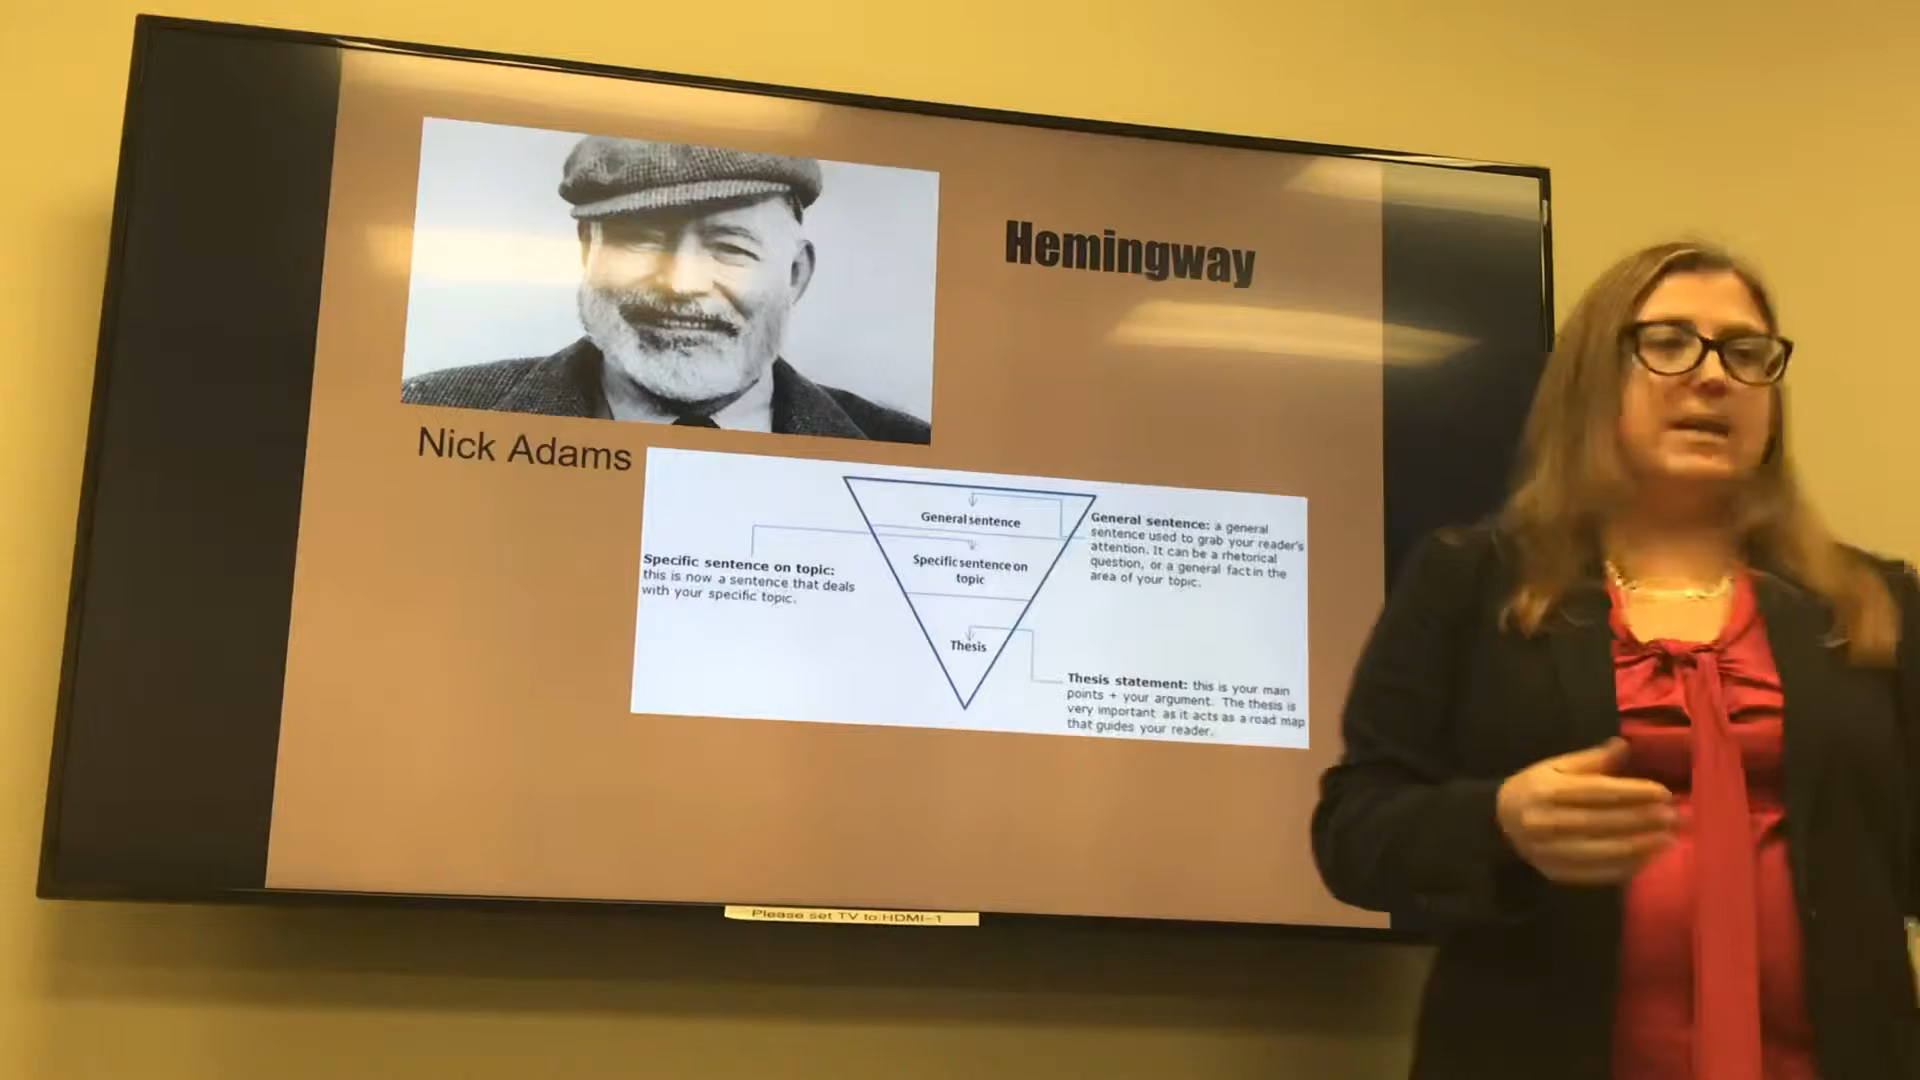 Hemingway
Nick Adams
General sentence
Specific sentence on
topic
Thesis
Specific sentence on topic:
this is now a sentence that deals
with your specific topic.
General sentence: a general
sentence used to grab your reader's
attention. It can be a rhetorical
question, or a general fact in the
area of your topic.
Thesis statement: this is your main
points + your argument. The thesis is
very important as it acts as a road map
that guides your reader.
Please set TV to HDMI-1